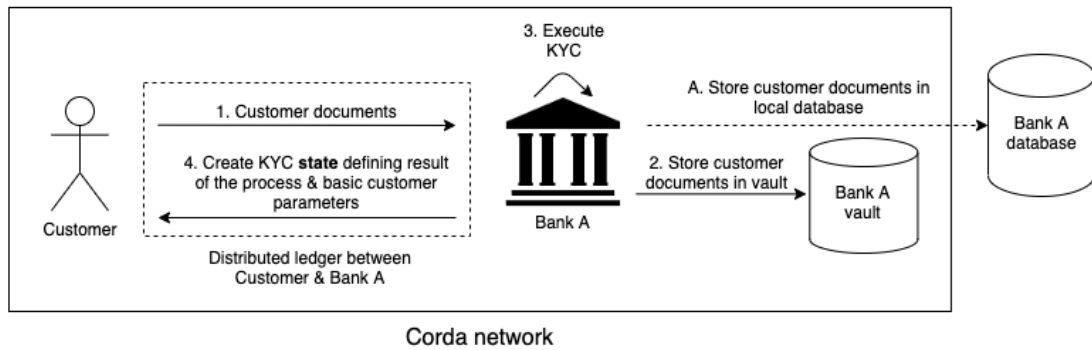 3. Execute
KYC
1. Customer documents
A. Store customer documents in
local database
Bank A
database
4. Create KYC state defining result
of the process & basic customer
parameters
2. Store customer
documents in vault
Bank A
vault
Customer
Bank A
Distributed ledger between
Customer & Bank A
Corda network